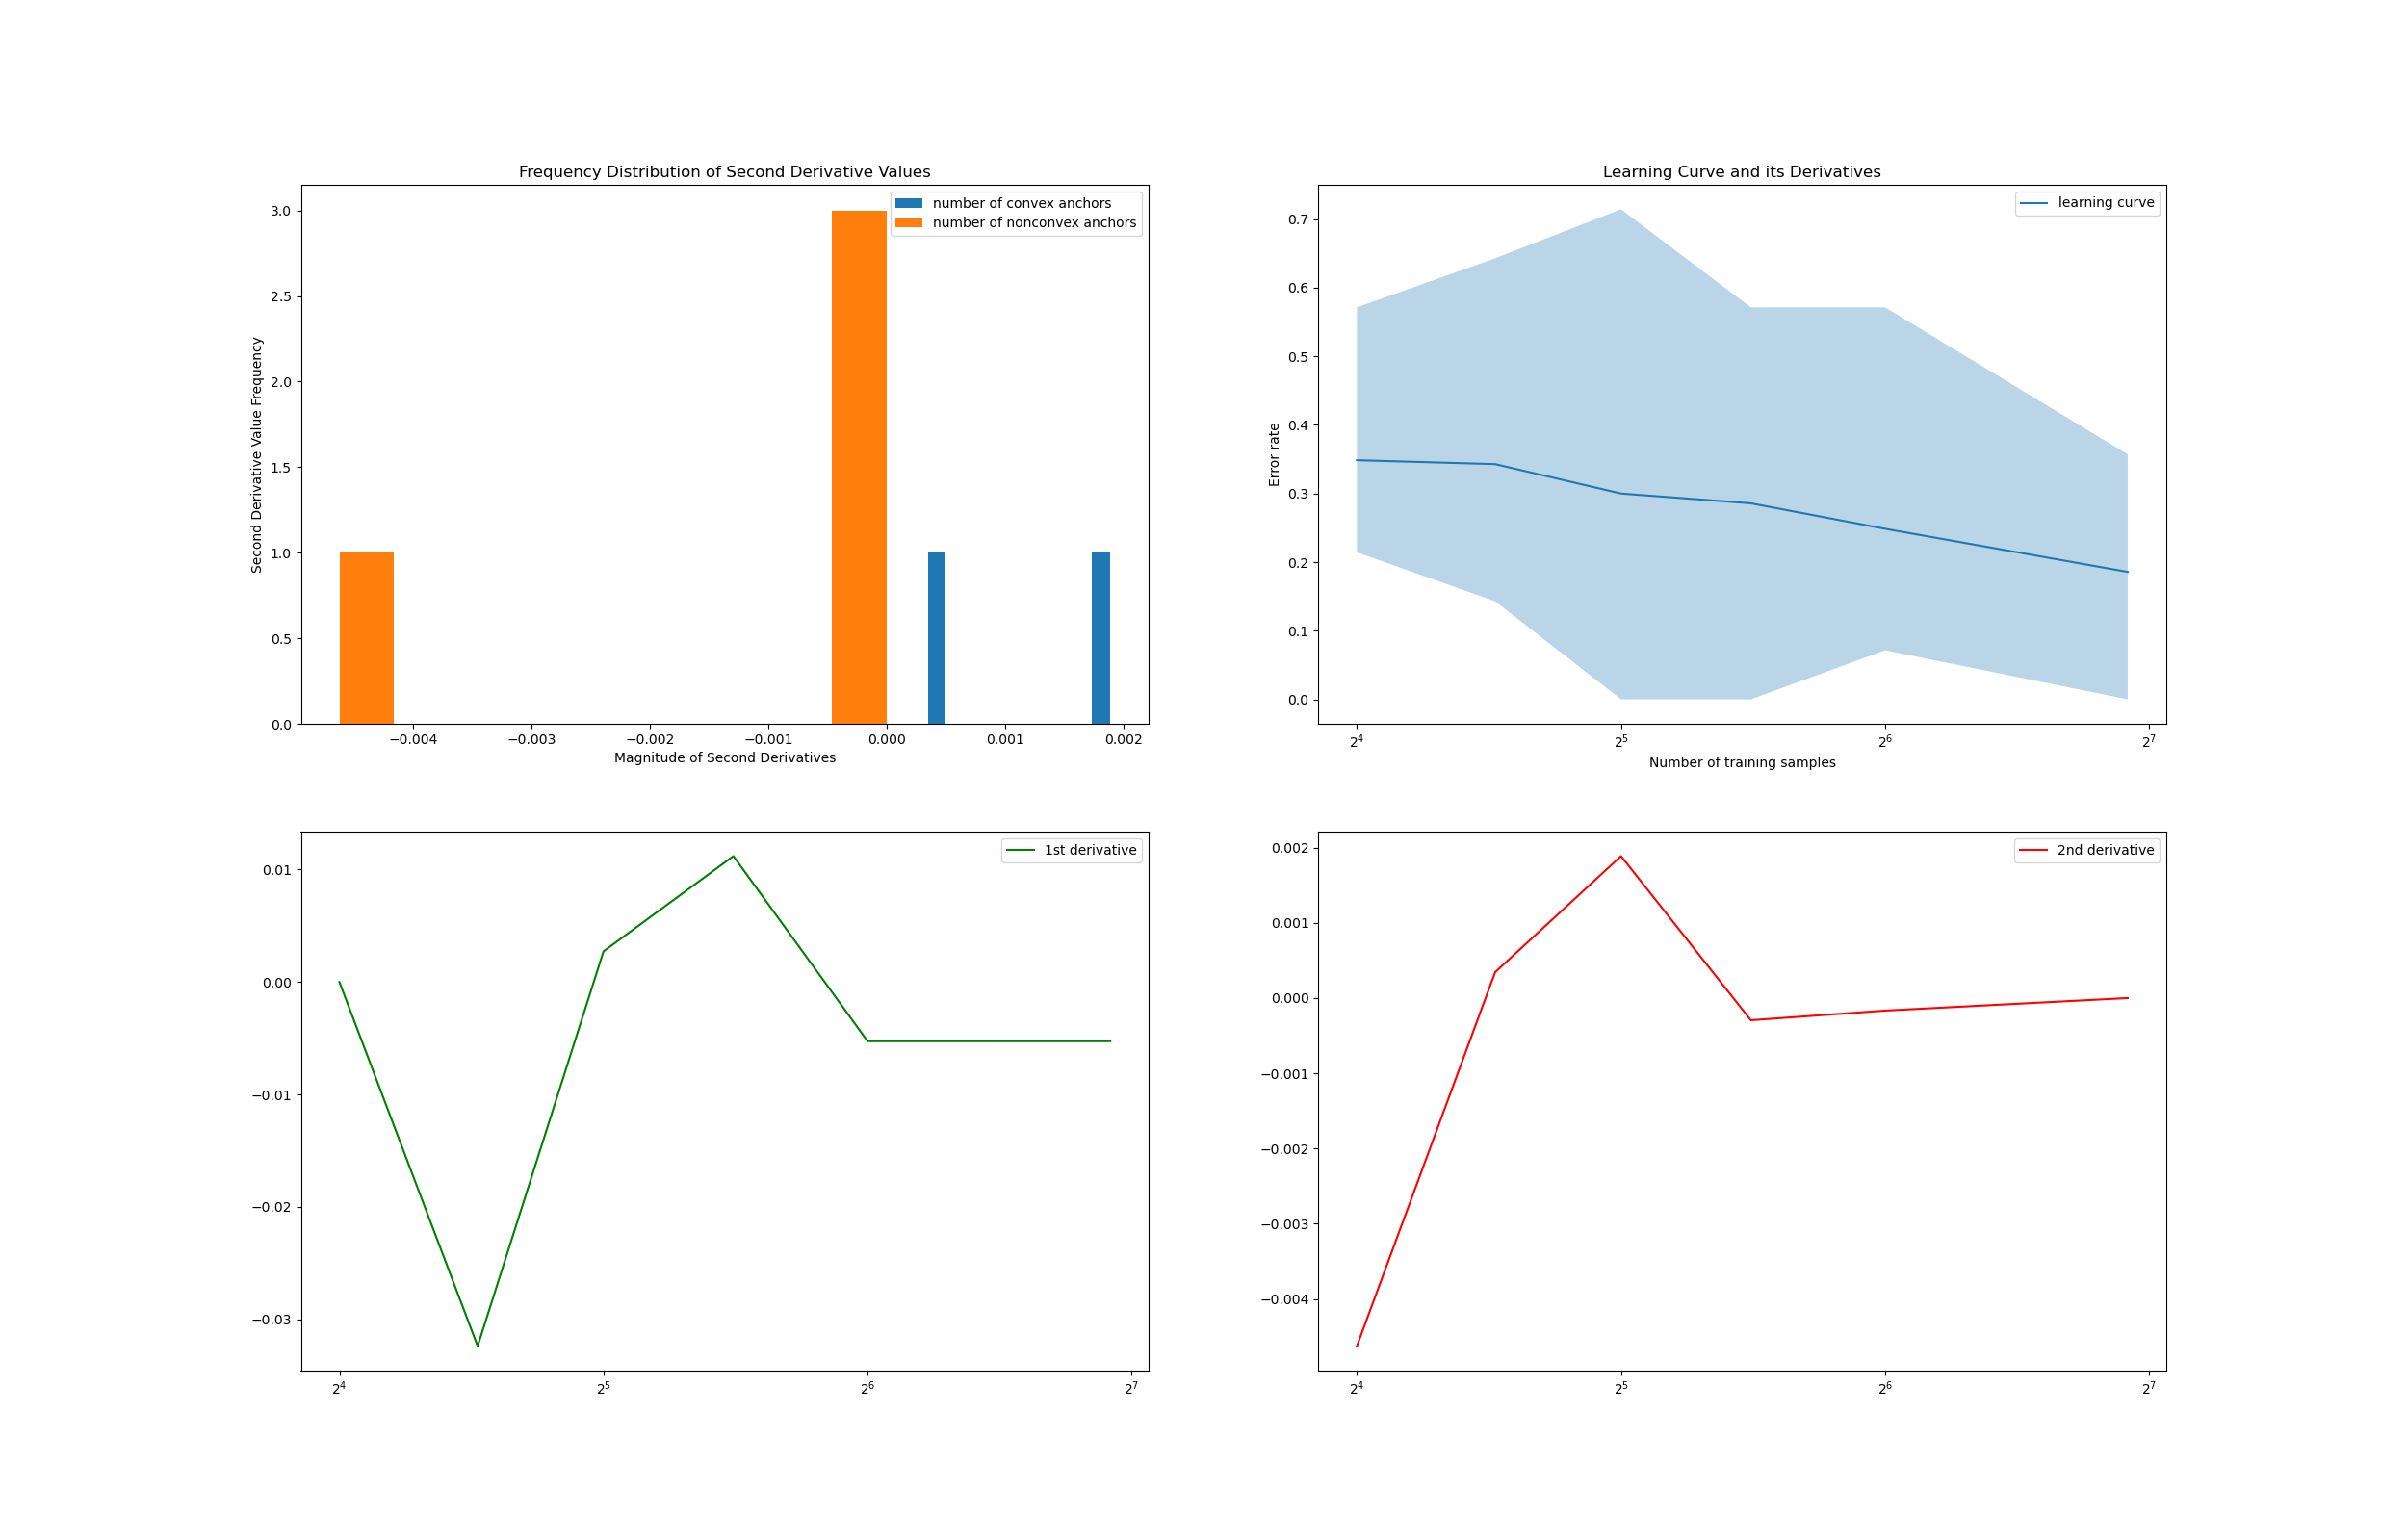 Frequency Distribution of Second Derivative Values
number of convex anchors
number of nonconvex anchors
Second Derivative Value Frequency
3.0
2.5
2.0
1.5
1.0
0.5
0.0
−0.004 −0.003 −0.002 −0.001 0.000 0.001 0.002
Magnitude of Second Derivatives
Learning Curve and its Derivatives
learning curve
Error rate
0.7
0.6
0.5
0.4
0.3
0.2
0.1
0.0
2⁴ 2⁵ 2⁶ 2⁷
Number of training samples
1st derivative
0.01
0.00
−0.01
−0.02
−0.03
2⁴ 2⁵ 2⁶ 2⁷
2nd derivative
0.002
0.001
0.000
−0.001
−0.002
−0.003
−0.004
2⁴ 2⁵ 2⁶ 2⁷